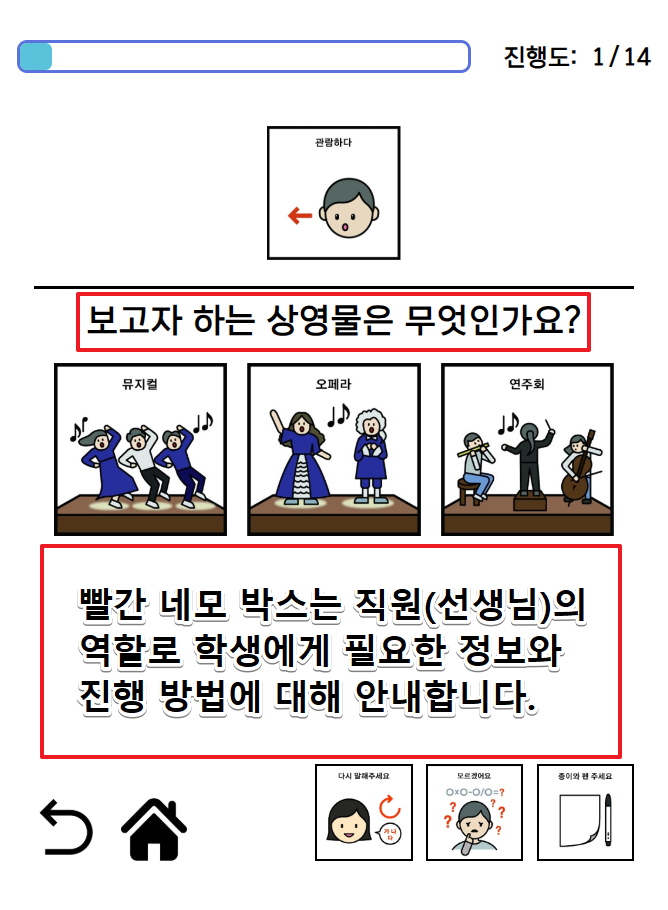 진행도: 1/14
관람하다
보고자 하는 상영물은 무엇인가요?
뮤지컬
오페라
연주회
빨간 네모 박스는 직원(선생님)의
역할로 학생에게 필요한 정보와
진행 방법에 대해 안내합니다.
다시 말해주세요
모르겠어요
종이와 펜 주세요
O×O-O/O=?
가 나
다